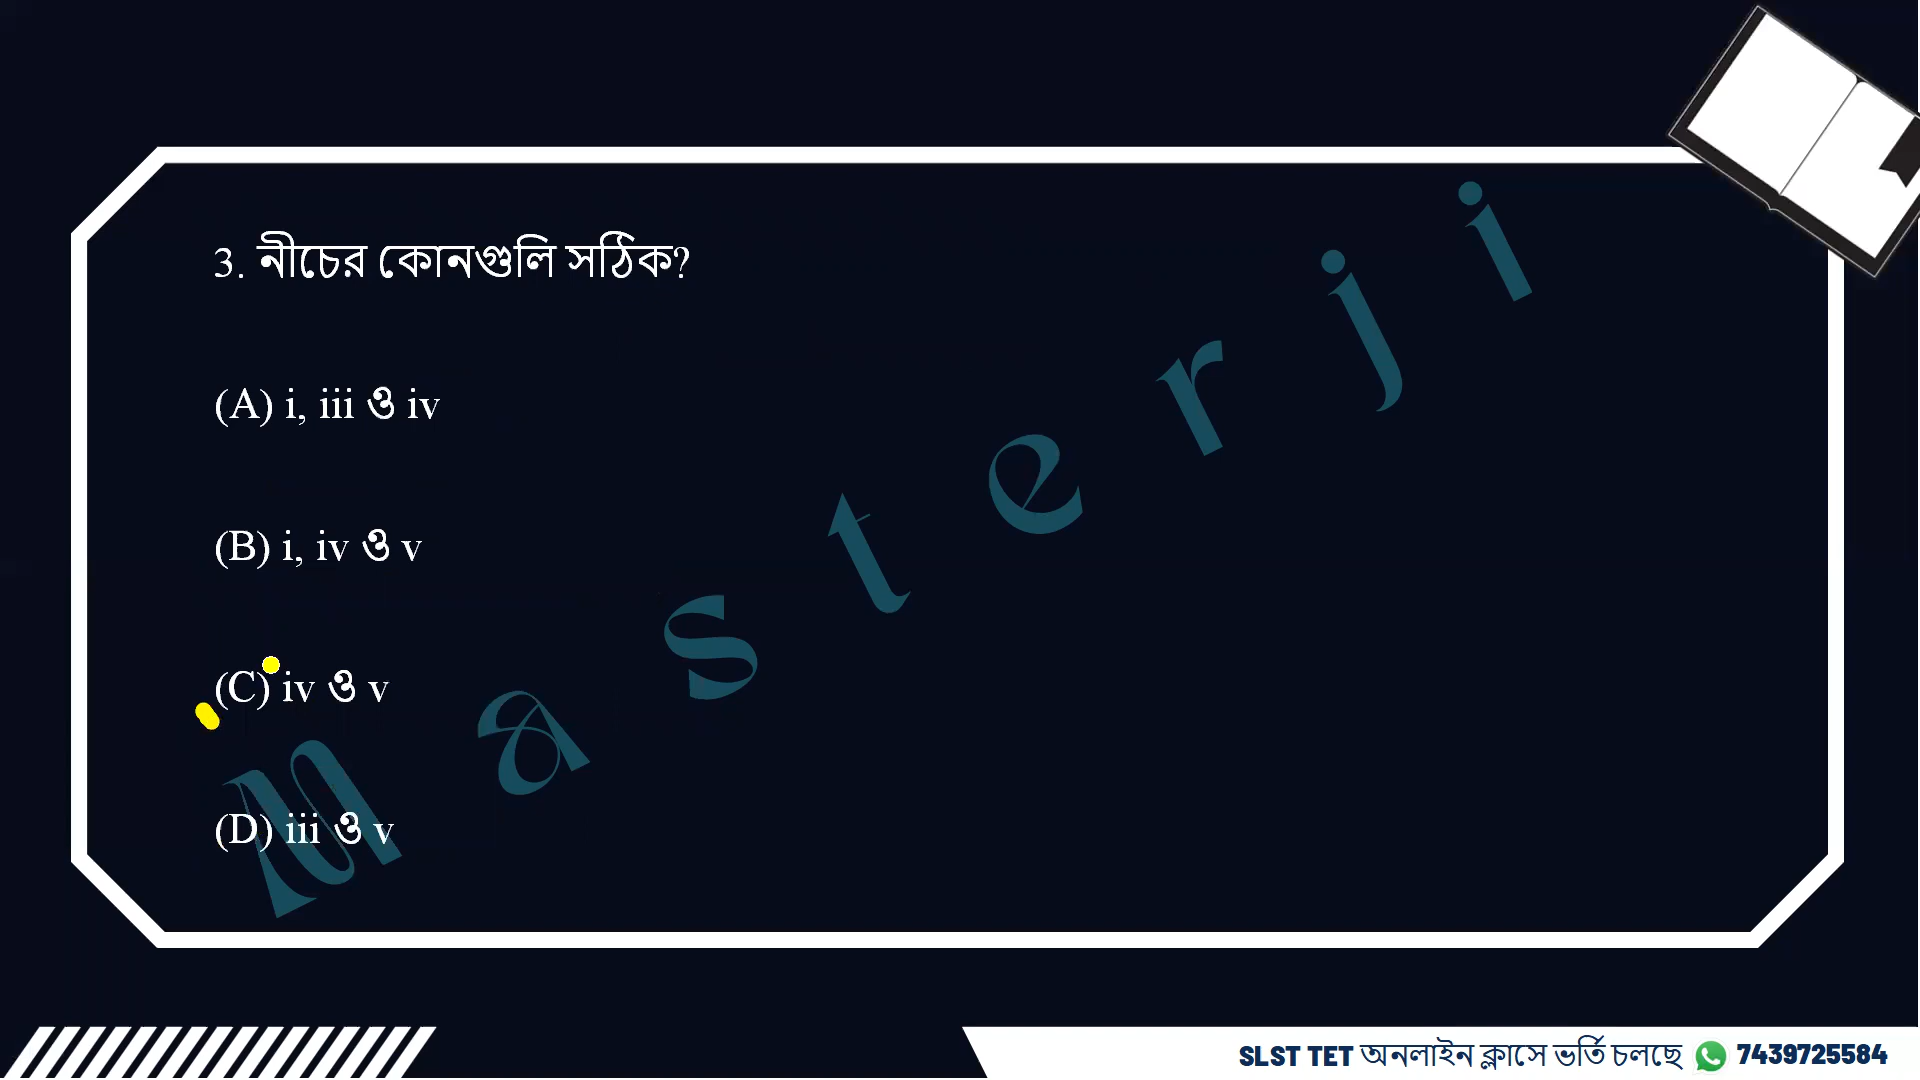 3. নীচের কোনগুলি সঠিক?
(A) i, iii ও iv
(B) i, iv ও v
(C) iv ও v
(D) iii ও v
Masterji
SLST TET অনলাইন ক্লাসে ভর্তি চলছে 7439725584